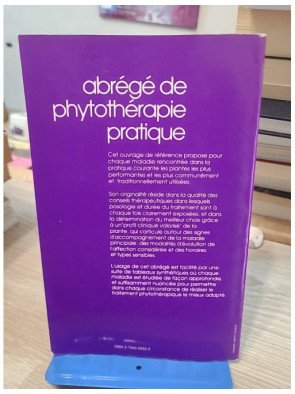 abrégé de
phytothérapie
pratique
Cet ouvrage de référence propose pour
chaque maladie rencontrée dans la
pratique courante les plantes les plus
performantes et les plus communément
et traditionnellement utilisées.
Son originalité réside dans la qualité des
conseils thérapeutiques dans lesquels
posologie et durée du traitement sont à
chaque fois clairement exposées, et dans
la détermination du meilleur choix grâce
à un'profil clinique valorisé' de la
plante, qui s'articule autour des signes
d'accompagnement de la maladie
principale, des modalités d'évolution de
l'affection considérée et des horaires
et types sensibles.
L'usage de cet abrégé est facilité par une
suite de tableaux synthétiques où chaque
maladie est étudiée de façon approfondie
et suffisamment nuancée pour permettre
dans chaque circonstance de réaliser le
traitement phytothérapique le mieux adapté.
ISBN